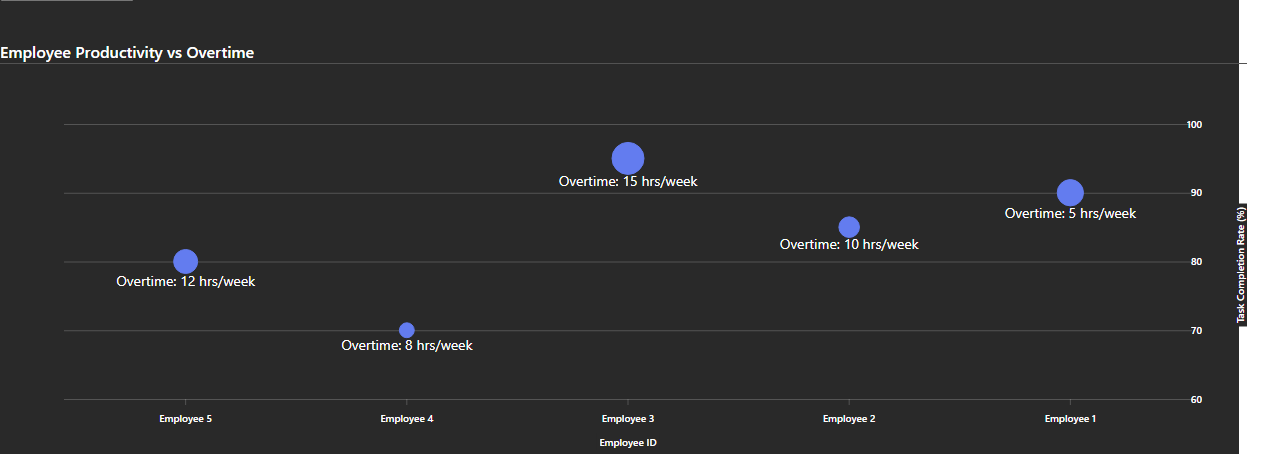 Employee Productivity vs Overtime
100
Overtime: 15 hrs/week
90
Overtime: 5 hrs/week
Overtime: 10 hrs/week
80
Overtime: 12 hrs/week
70
Overtime: 8 hrs/week
60
Task Completion Rate (%)
Employee 5
Employee 4
Employee 3
Employee 2
Employee 1
Employee ID